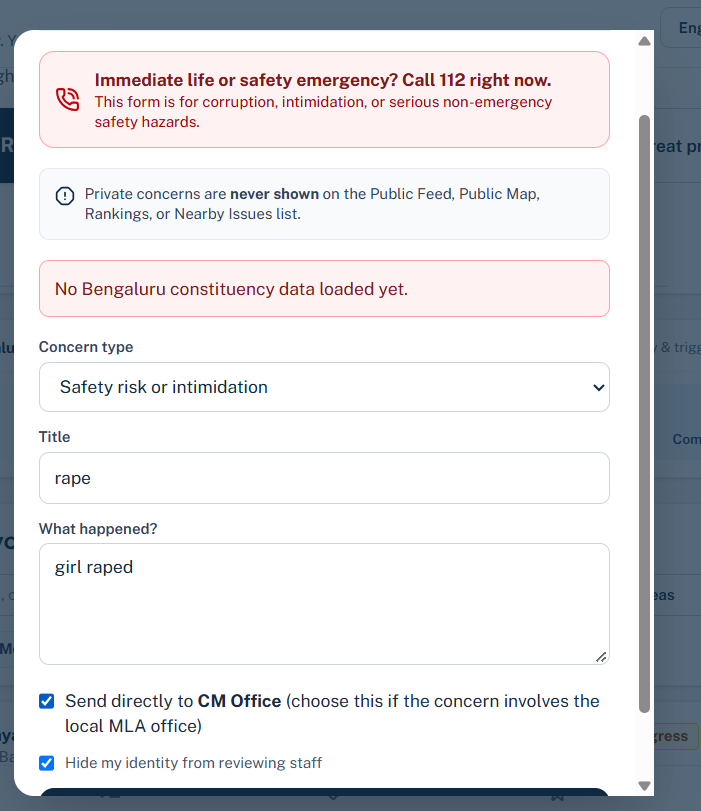 Immediate life or safety emergency? Call 112 right now.
This form is for corruption, intimidation, or serious non-emergency
safety hazards.
Private concerns are never shown on the Public Feed, Public Map,
Rankings, or Nearby Issues list.
No Bengaluru constituency data loaded yet.
Concern type
Safety risk or intimidation
Title
rape
What happened?
girl raped
Send directly to CM Office (choose this if the concern involves the
local MLA office)
Hide my identity from reviewing staff